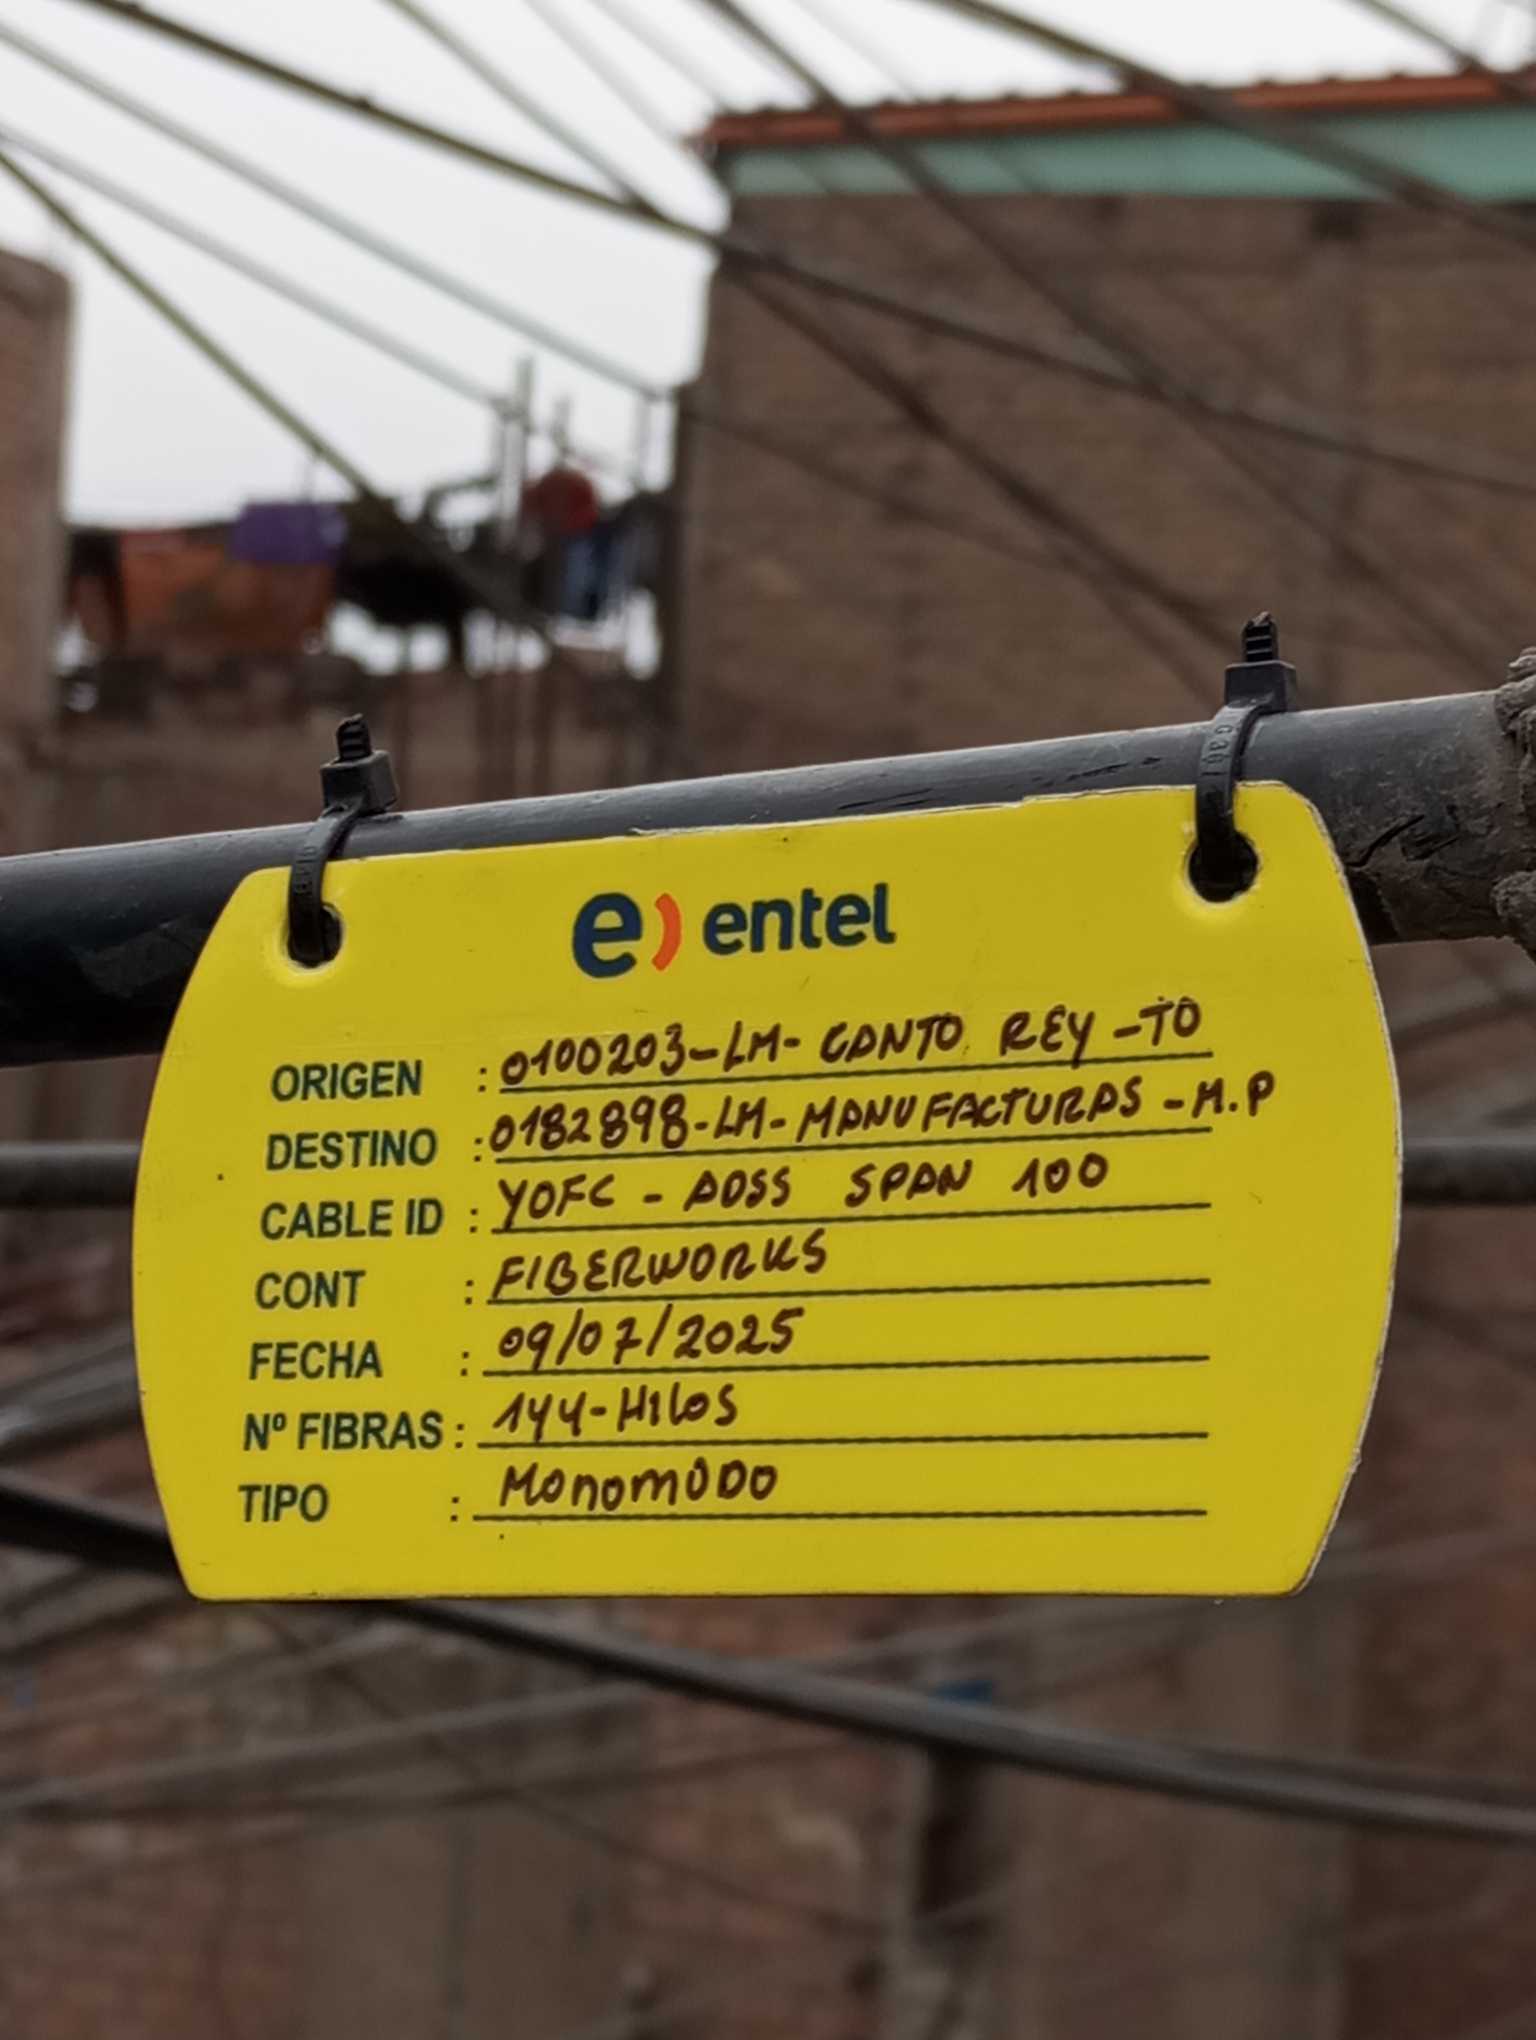 e) entel
ORIGEN : 0100203-LM- CANTO REY -TO
DESTINO : 0182898-LM-MANUFACTURAS -M.P
CABLE ID : YOFC - ADSS SPAN 100
CONT : FIBERWORKS
FECHA : 09/07/2025
Nº FIBRAS : 144-HilOS
TIPO : MonomODO